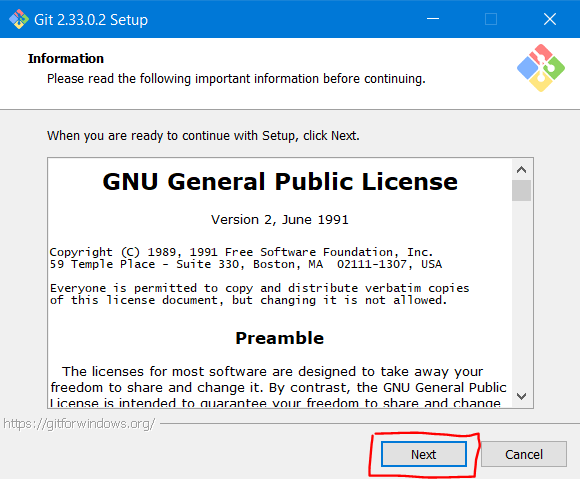 Git 2.33.0.2 Setup
Information
Please read the following important information before continuing.
When you are ready to continue with Setup, click Next.
GNU General Public License
Version 2, June 1991
Copyright (C) 1989, 1991 Free Software Foundation, Inc.
59 Temple Place - Suite 330, Boston, MA  02111-1307, USA
Everyone is permitted to copy and distribute verbatim copies
of this license document, but changing it is not allowed.
Preamble
The licenses for most software are designed to take away your
freedom to share and change it. By contrast, the GNU General Public
License is intended to guarantee your freedom to share and change
https://gitforwindows.org/
Next
Cancel